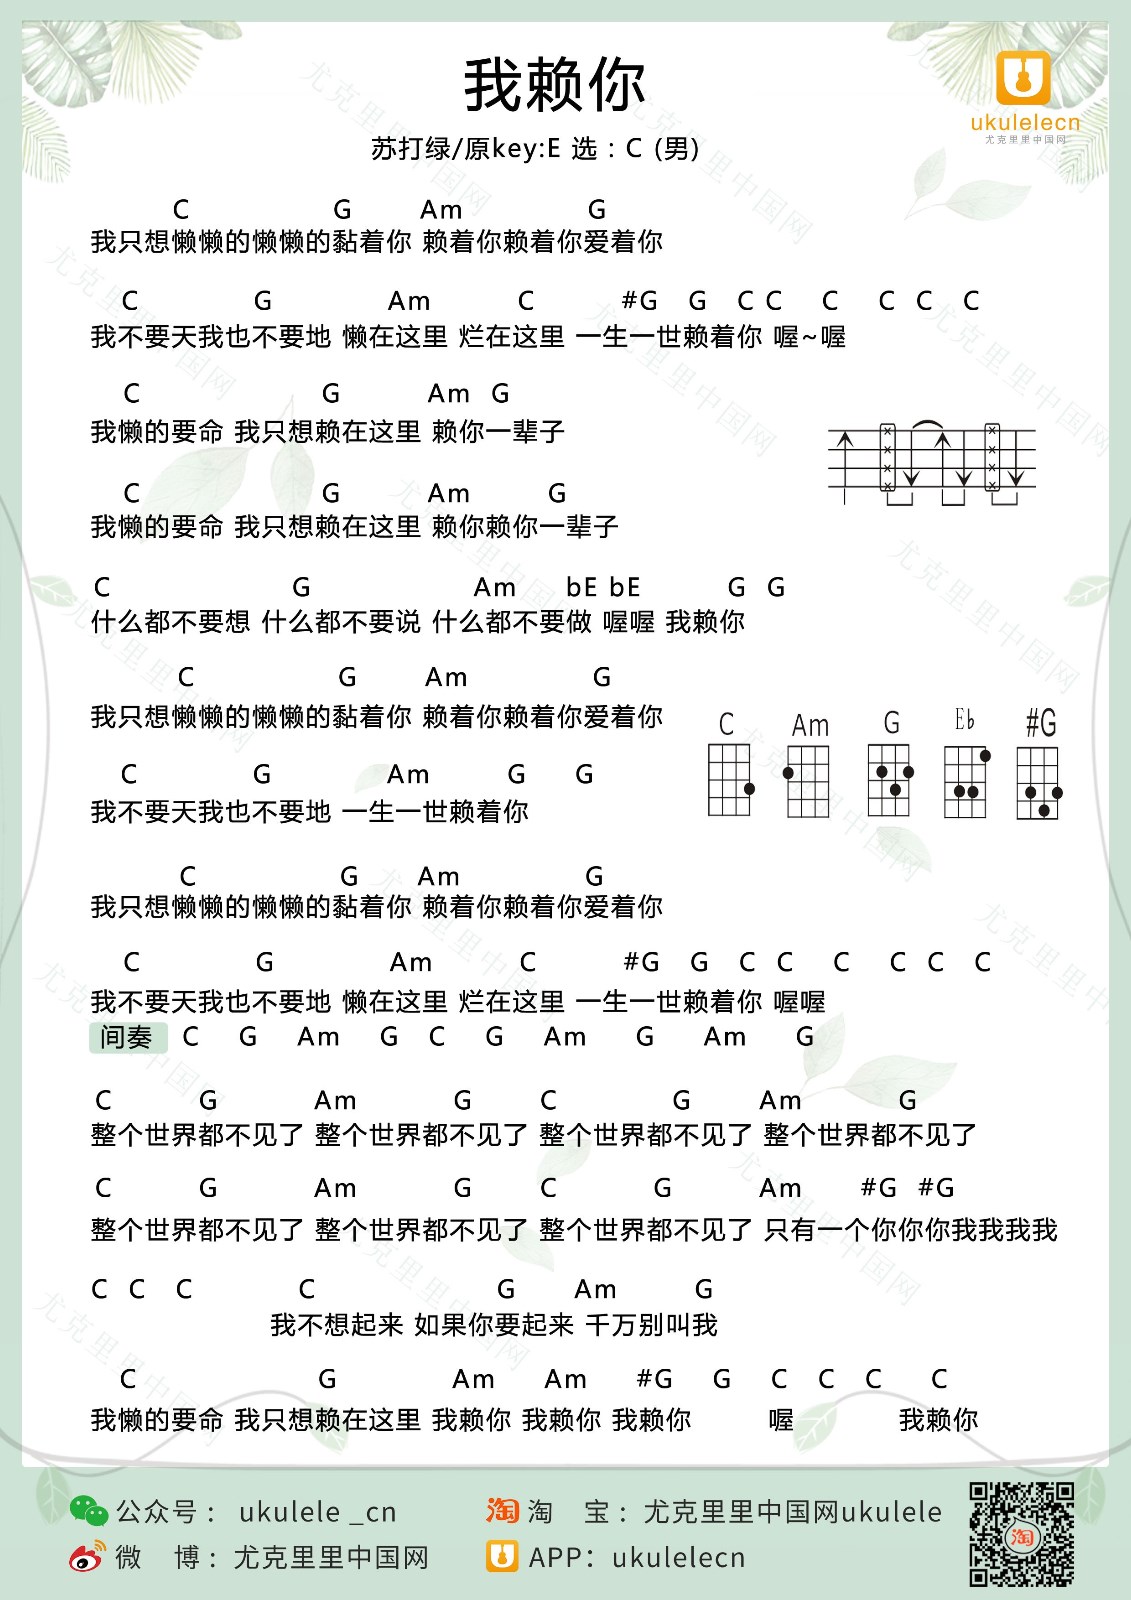 我赖你
ukulelecn
尤克里里中国网
苏打绿/原key:E 选：C (男)
C G Am G
我只想懒懒的懒懒的黏着你 赖着你赖着你爱着你
C G Am C #G G C C C C C C
我不要天我也不要地 懒在这里 烂在这里 一生一世赖着你 喔~喔
C G Am G
我懒的要命 我只想赖在这里 赖你一辈子
C G Am G
我懒的要命 我只想赖在这里 赖你赖你一辈子
C G Am bE bE G G
什么都不要想 什么都不要说 什么都不要做 喔喔 我赖你
C G Am G
我只想懒懒的懒懒的黏着你 赖着你赖着你爱着你
C Am G Eb #G
C G Am G G
我不要天我也不要地 一生一世赖着你
C G Am G
我只想懒懒的懒懒的黏着你 赖着你赖着你爱着你
C G Am C #G G C C C C C C
我不要天我也不要地 懒在这里 烂在这里 一生一世赖着你 喔喔
间奏 C G Am G C G Am G Am G
C G Am G C G Am G
整个世界都不见了 整个世界都不见了 整个世界都不见了 整个世界都不见了
C G Am G C G Am #G #G
整个世界都不见了 整个世界都不见了 整个世界都不见了 只有一个你你你我我我我
C C C C G Am G
我不想起来 如果你要起来 千万别叫我
C G Am Am #G G C C C C
我懒的要命 我只想赖在这里 我赖你 我赖你 我赖你 喔 我赖你
公众号： ukulele _cn
淘 淘 宝：尤克里里中国网ukulele
微 博：尤克里里中国网
APP：ukulelecn
淘